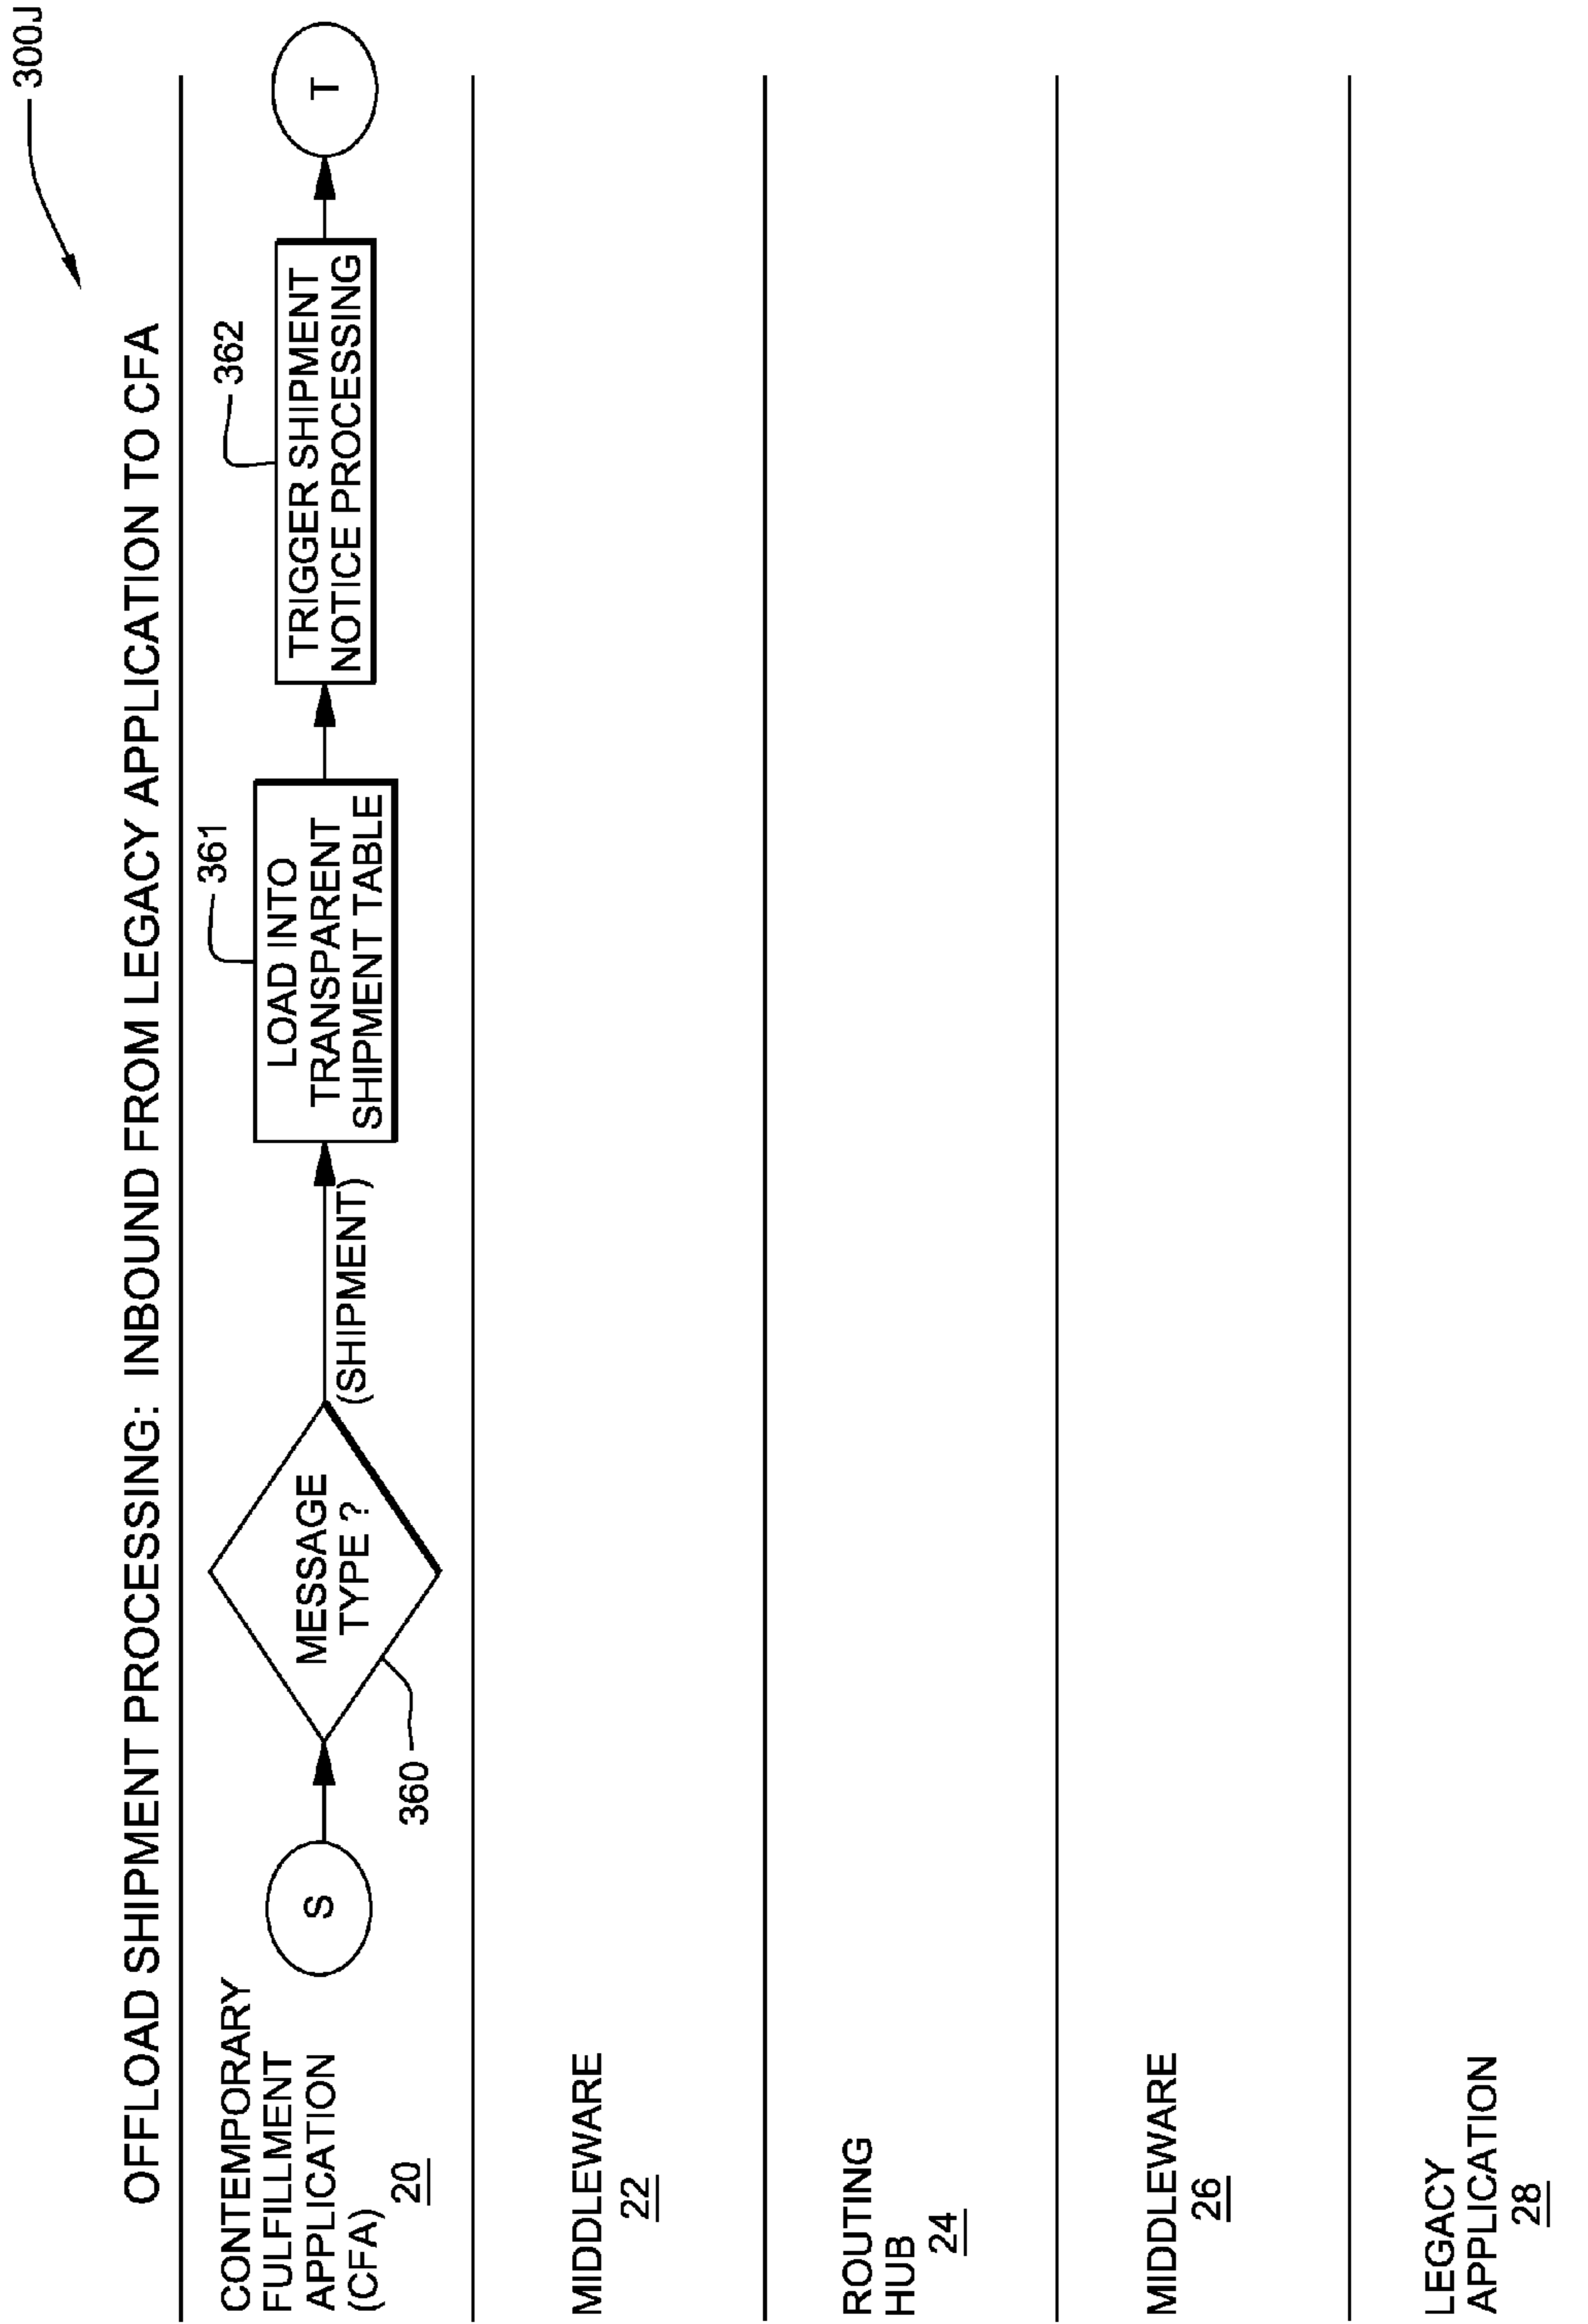 300J
OFFLOAD SHIPMENT PROCESSING: INBOUND FROM LEGACY APPLICATION TO CFA
CONTEMPORARY
FULFILLMENT
APPLICATION
(CFA)
20
S
360
MESSAGE
TYPE ?
(SHIPMENT)
361
LOAD INTO
TRANSPARENT
SHIPMENT TABLE
362
TRIGGER SHIPMENT
NOTICE PROCESSING
T
MIDDLEWARE
22
ROUTING
HUB
24
MIDDLEWARE
26
LEGACY
APPLICATION
28